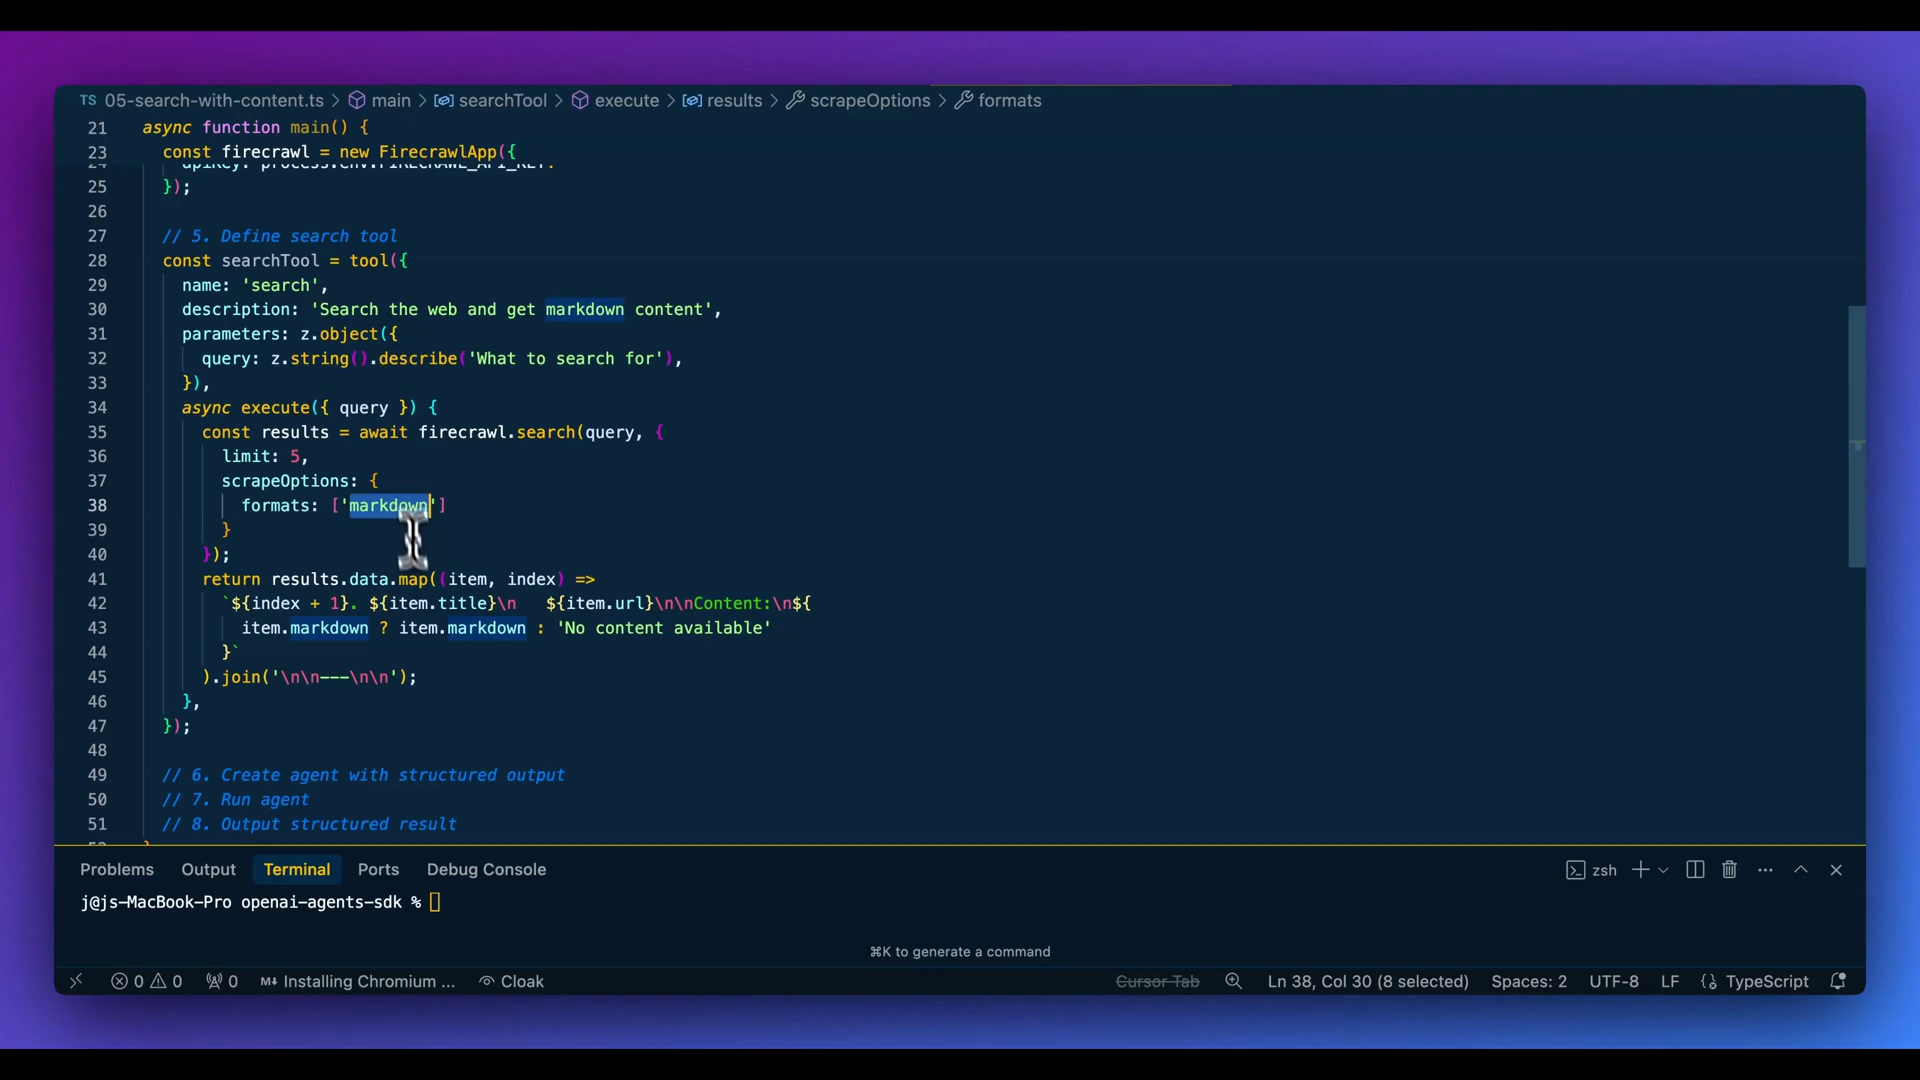 TS 05-search-with-content.ts > main > searchTool > execute > results > scrapeOptions > formats
21 async function main() {
23 const firecrawl = new FirecrawlApp({
24 apiKey: process.env.FIRECRAWL_API_KEY!
25 });
26
27 // 5. Define search tool
28 const searchTool = tool({
29 name: 'search',
30 description: 'Search the web and get markdown content',
31 parameters: z.object({
32 query: z.string().describe('What to search for'),
33 }),
34 async execute({ query }) {
35 const results = await firecrawl.search(query, {
36 limit: 5,
37 scrapeOptions: {
38 formats: ['markdown']
39 }
40 });
41 return results.data.map((item, index) =>
42 `${index + 1}. ${item.title}\n   ${item.url}\n\nContent:\n${
43 item.markdown ? item.markdown : 'No content available'
44 }`
45 ).join('\n\n---\n\n');
46 },
47 });
48
49 // 6. Create agent with structured output
50 // 7. Run agent
51 // 8. Output structured result
Problems Output Terminal Ports Debug Console zsh
j@js-MacBook-Pro openai-agents-sdk %
⌘K to generate a command
0 0 0 Installing Chromium ... Cloak Cursor Tab Ln 38, Col 30 (8 selected) Spaces: 2 UTF-8 LF {} TypeScript